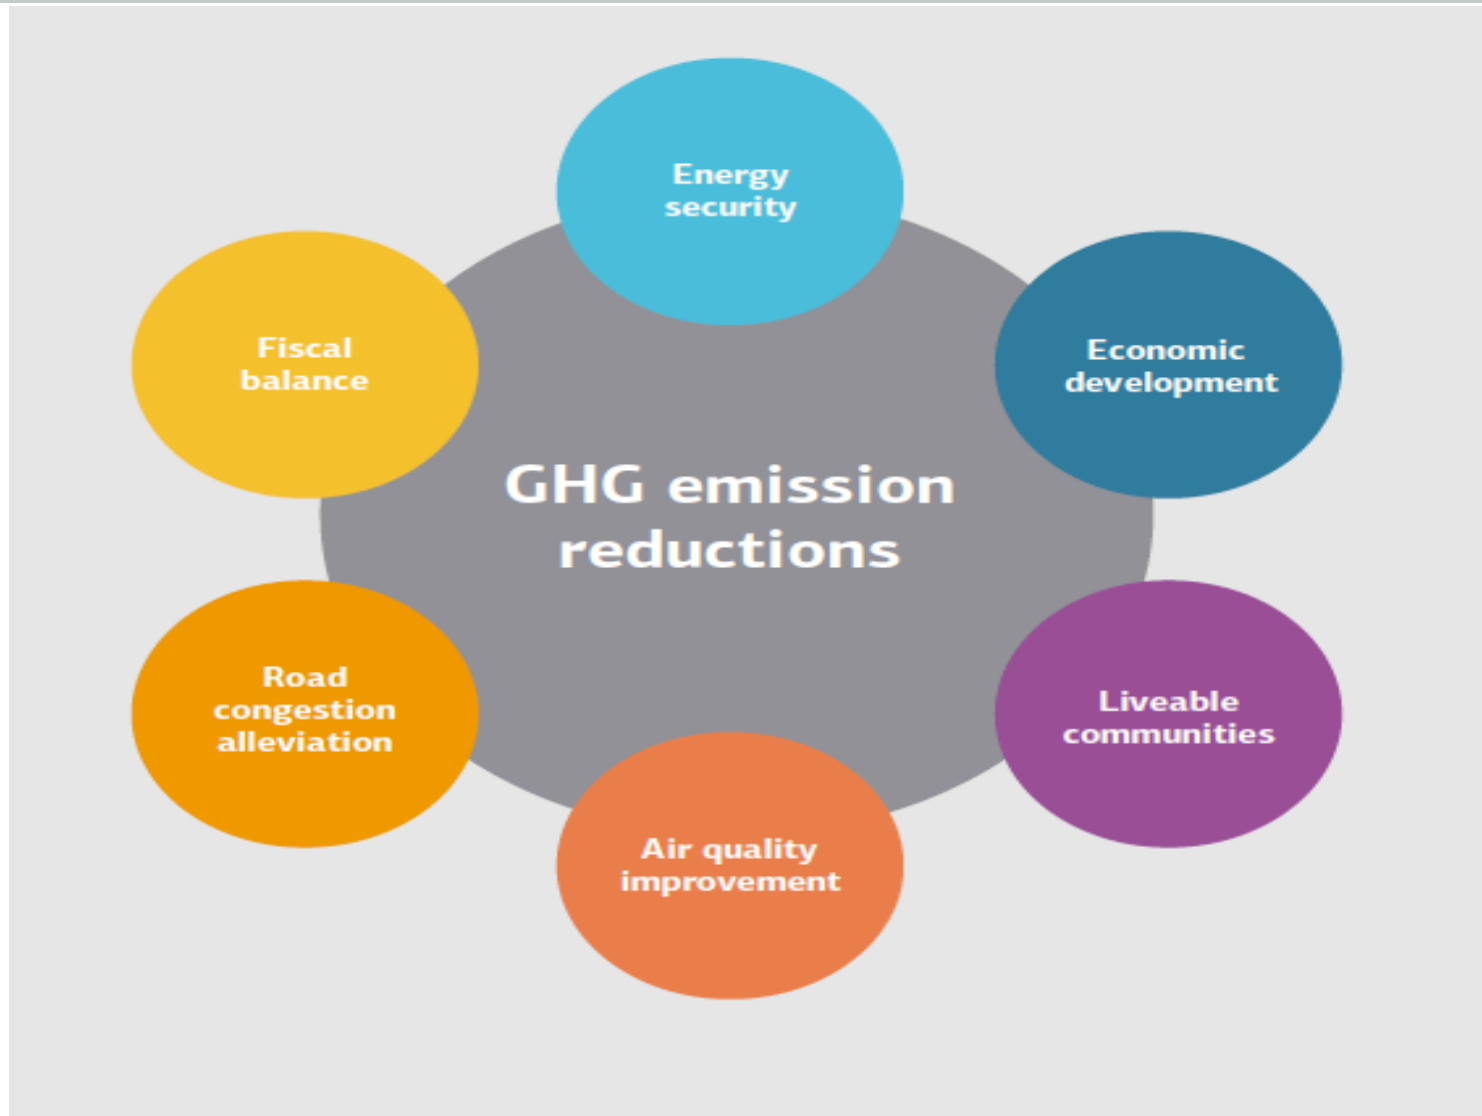 Energy
security
Economic
development
Fiscal
balance
GHG emission
reductions
Road
congestion
alleviation
Liveable
communities
Air quality
improvement